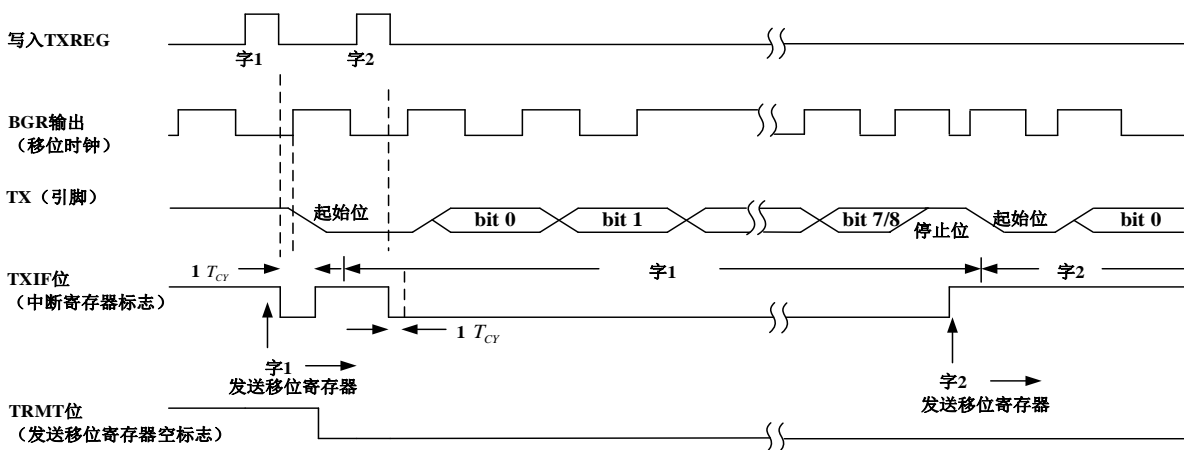 写入TXREG
字1
字2
BGR输出
（移位时钟）
TX（引脚）
起始位
bit 0
bit 1
bit 7/8
停止位
起始位
bit 0
TXIF位
（中断寄存器标志）
1 TCY
字1
字2
1 TCY
字1
发送移位寄存器
字2
发送移位寄存器
TRMT位
（发送移位寄存器空标志）